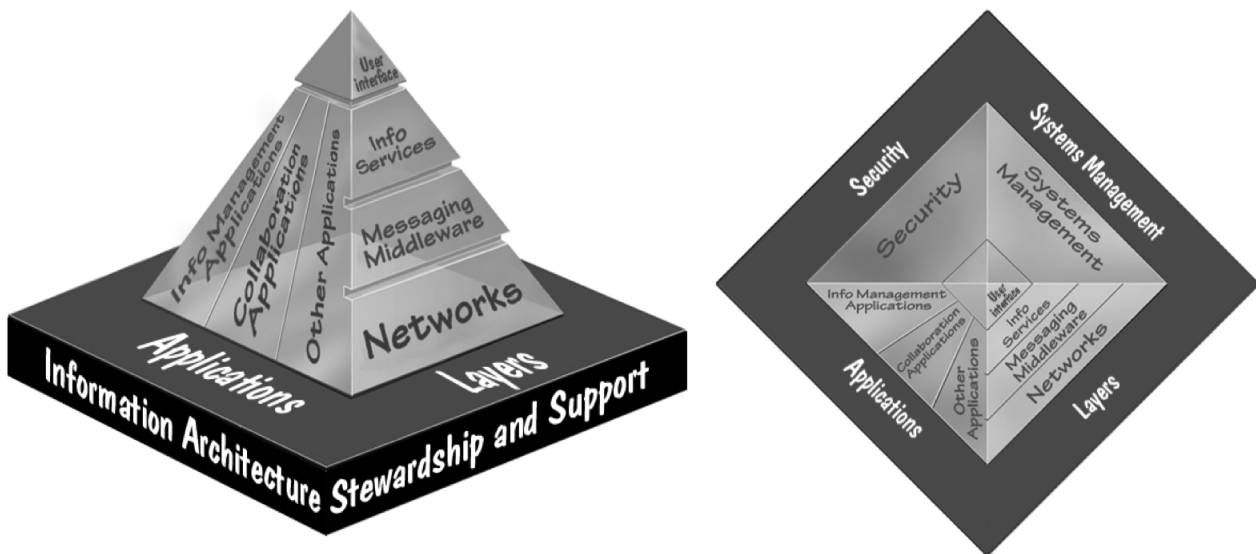 User
interface
Info
Services
Messaging
Middleware
Networks
Info Management
Applications
Collaboration
Applications
Other Applications
Applications
Layers
Information Architecture
Stewardship and Support
Security
Systems Management
Security
Systems
Management
User
interface
Info Management
Applications
Collaboration
Applications
Other
Applications
Info
Services
Messaging
Middleware
Networks
Applications
Layers